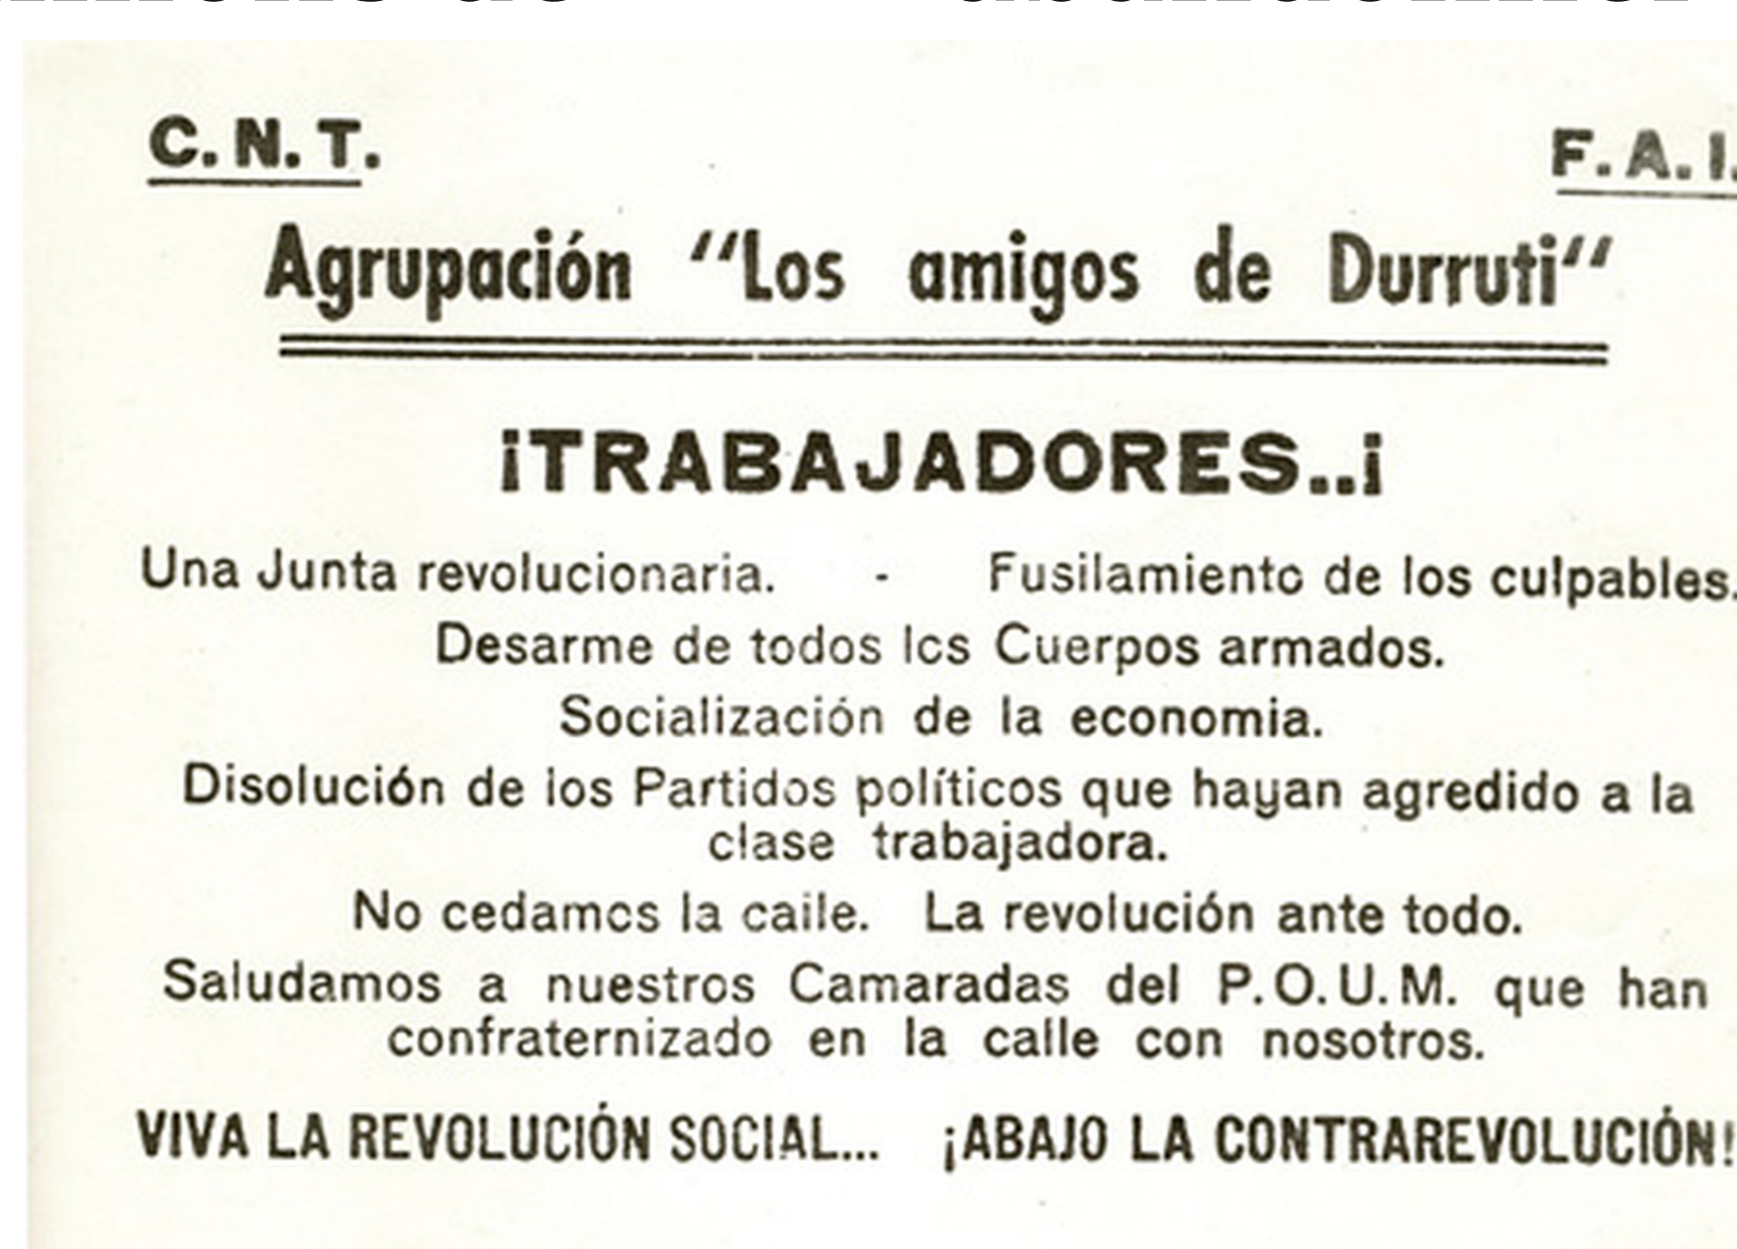 C.N.T. F.A.I.
Agrupación "Los amigos de Durruti"
¡TRABAJADORES..¡
Una Junta revolucionaria. - Fusilamiento de los culpables.
Desarme de todos los Cuerpos armados.
Socialización de la economia.
Disolución de los Partidos políticos que hayan agredido a la
clase trabajadora.
No cedamos la calle. La revolución ante todo.
Saludamos a nuestros Camaradas del P.O.U.M. que han
confraternizado en la calle con nosotros.
VIVA LA REVOLUCIÓN SOCIAL... ¡ABAJO LA CONTRAREVOLUCIÓN!